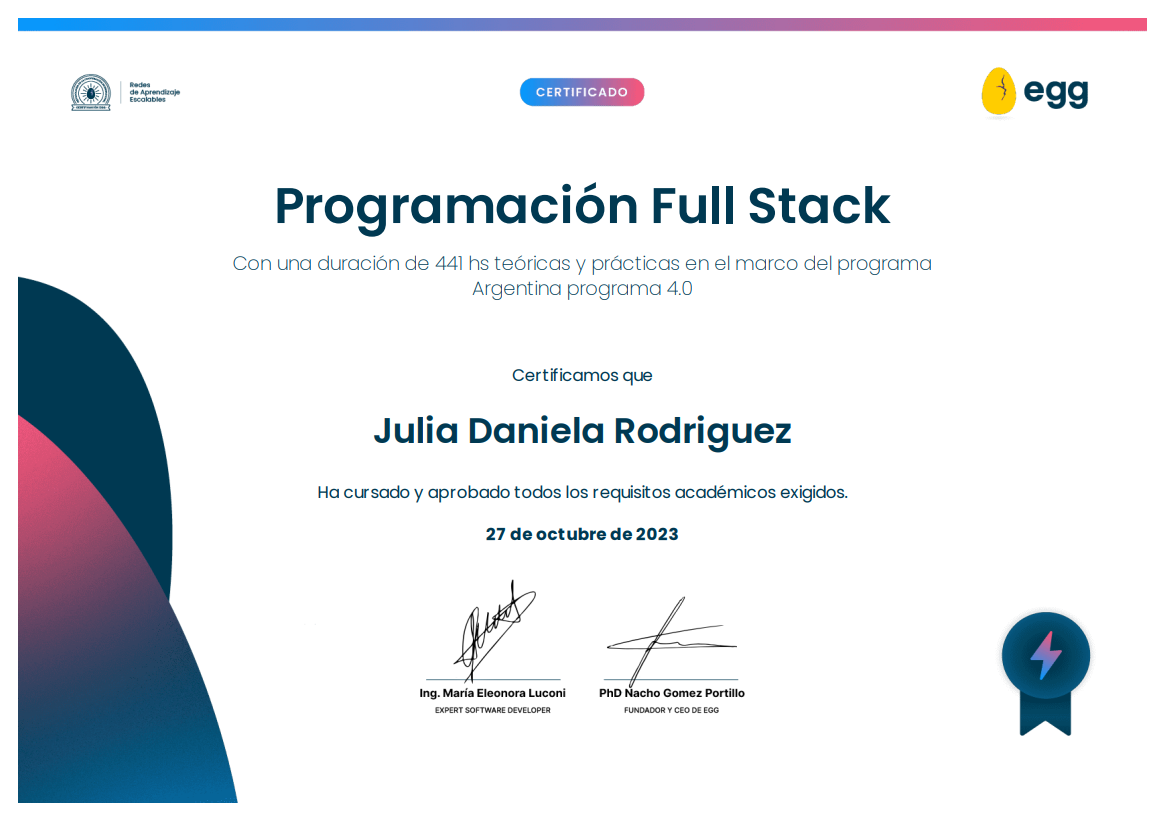 Redes
de Aprendizaje
Escalables
CERTIFICADO
egg
Programación Full Stack
Con una duración de 441 hs teóricas y prácticas en el marco del programa
Argentina programa 4.0
Certificamos que
Julia Daniela Rodriguez
Ha cursado y aprobado todos los requisitos académicos exigidos.
27 de octubre de 2023
Ing. María Eleonora Luconi
EXPERT SOFTWARE DEVELOPER
PhD Nacho Gomez Portillo
FUNDADOR Y CEO DE EGG